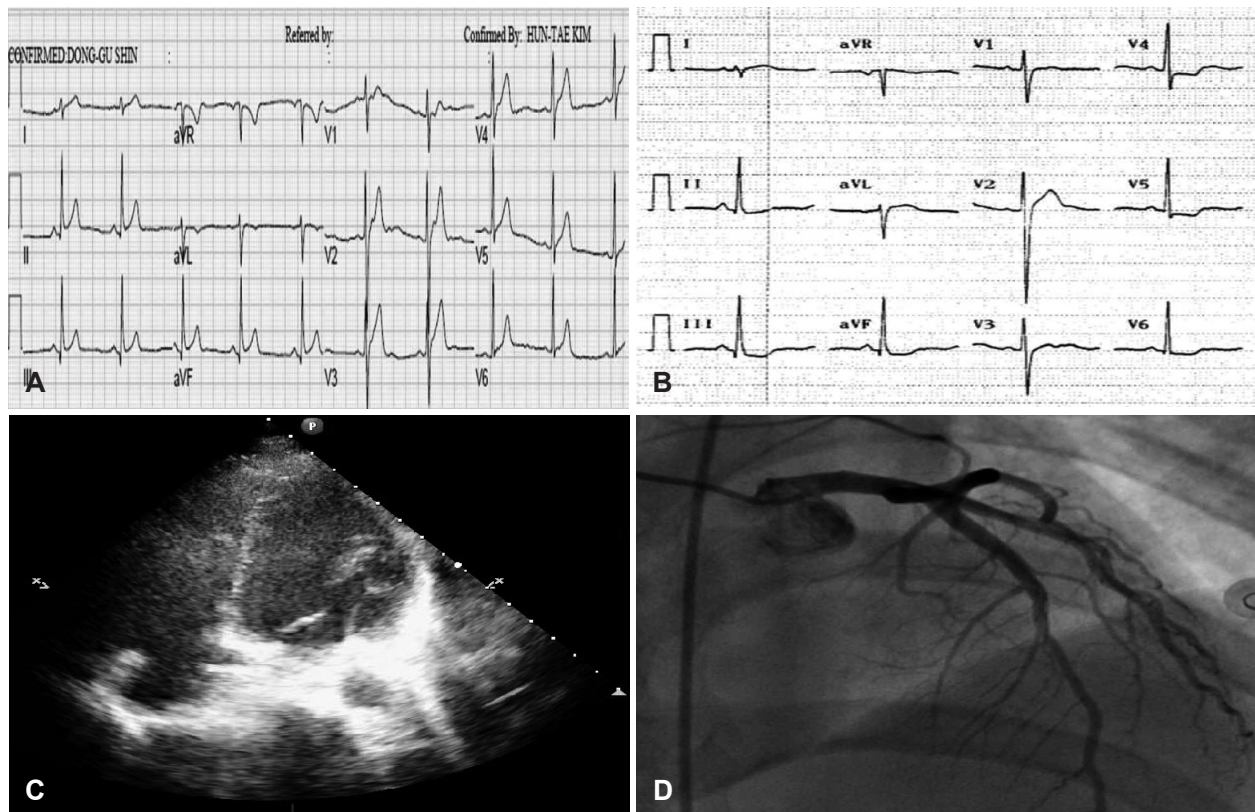 Referred by:
Confirmed By: HUN-TAE KIM
CONFIRMED:DONG-GU SHIN
I
aVR
V1
V4
II
aVL
V2
V5
III
aVF
V3
V6
A
I
aVR
V1
V4
II
aVL
V2
V5
III
aVF
V3
V6
B
P
C
D